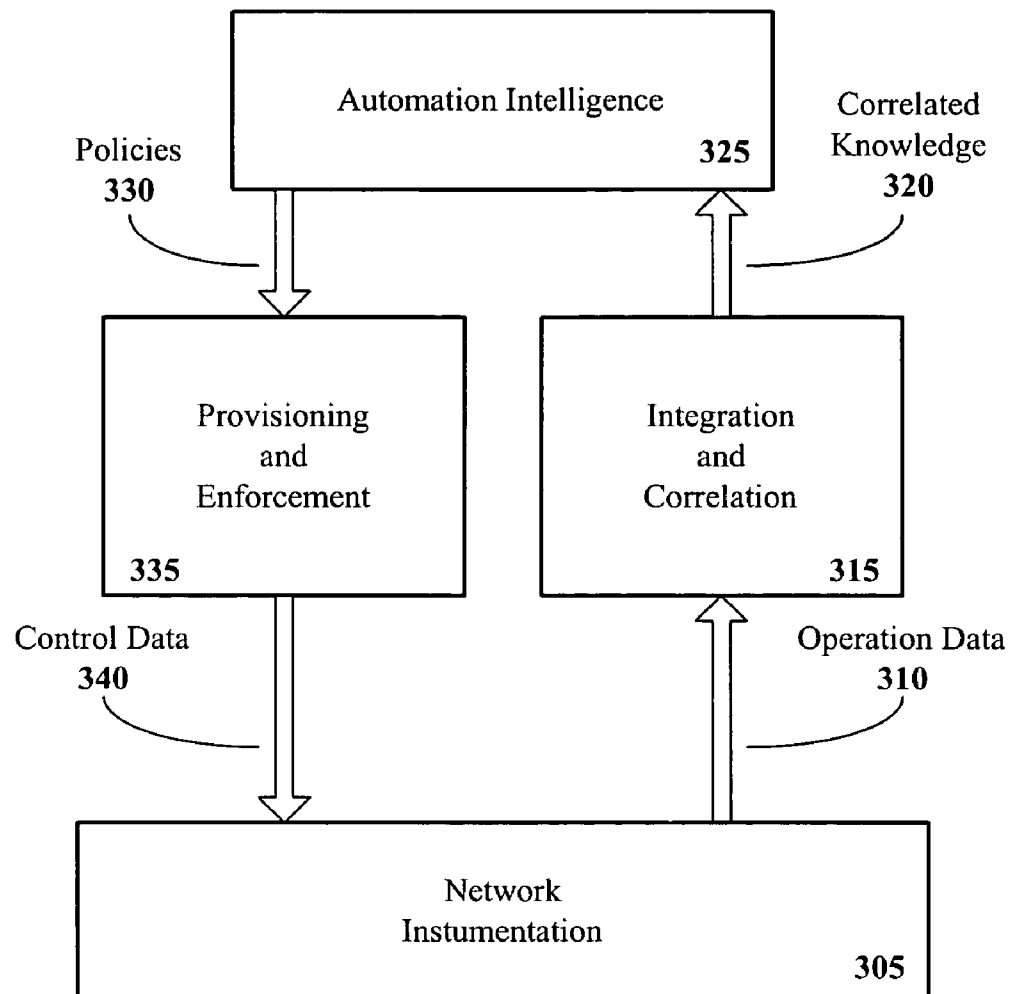 Automation Intelligence
325
Policies
330
Correlated
Knowledge
320
Provisioning
and
Enforcement
335
Integration
and
Correlation
315
Control Data
340
Operation Data
310
Network
Instumentation
305